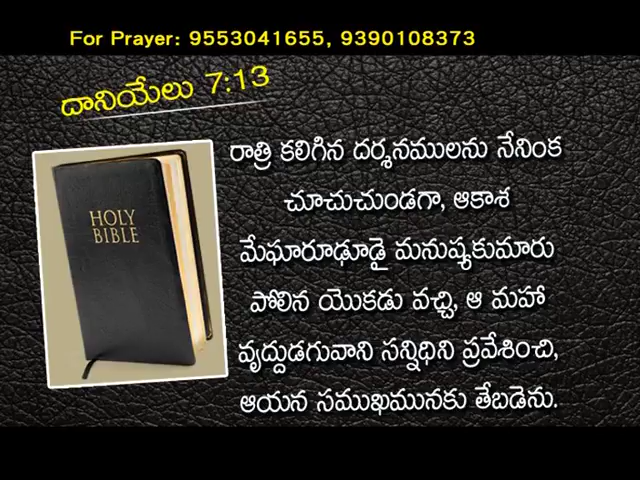 For Prayer: 9553041655, 9390108373
దానియేలు 7:13
HOLY
BIBLE
రాత్రి కలిగిన దర్శనములను నేనింక
చూచుచుండగా, ఆకాశ
మేఘారూఢుడై మనుష్యకుమారు
పోలిన యొకడు వచ్చి, ఆ మహా
వృద్దుడగువాని సన్నిధిని ప్రవేశించి,
ఆయన సముఖమునకు తేబడెను.